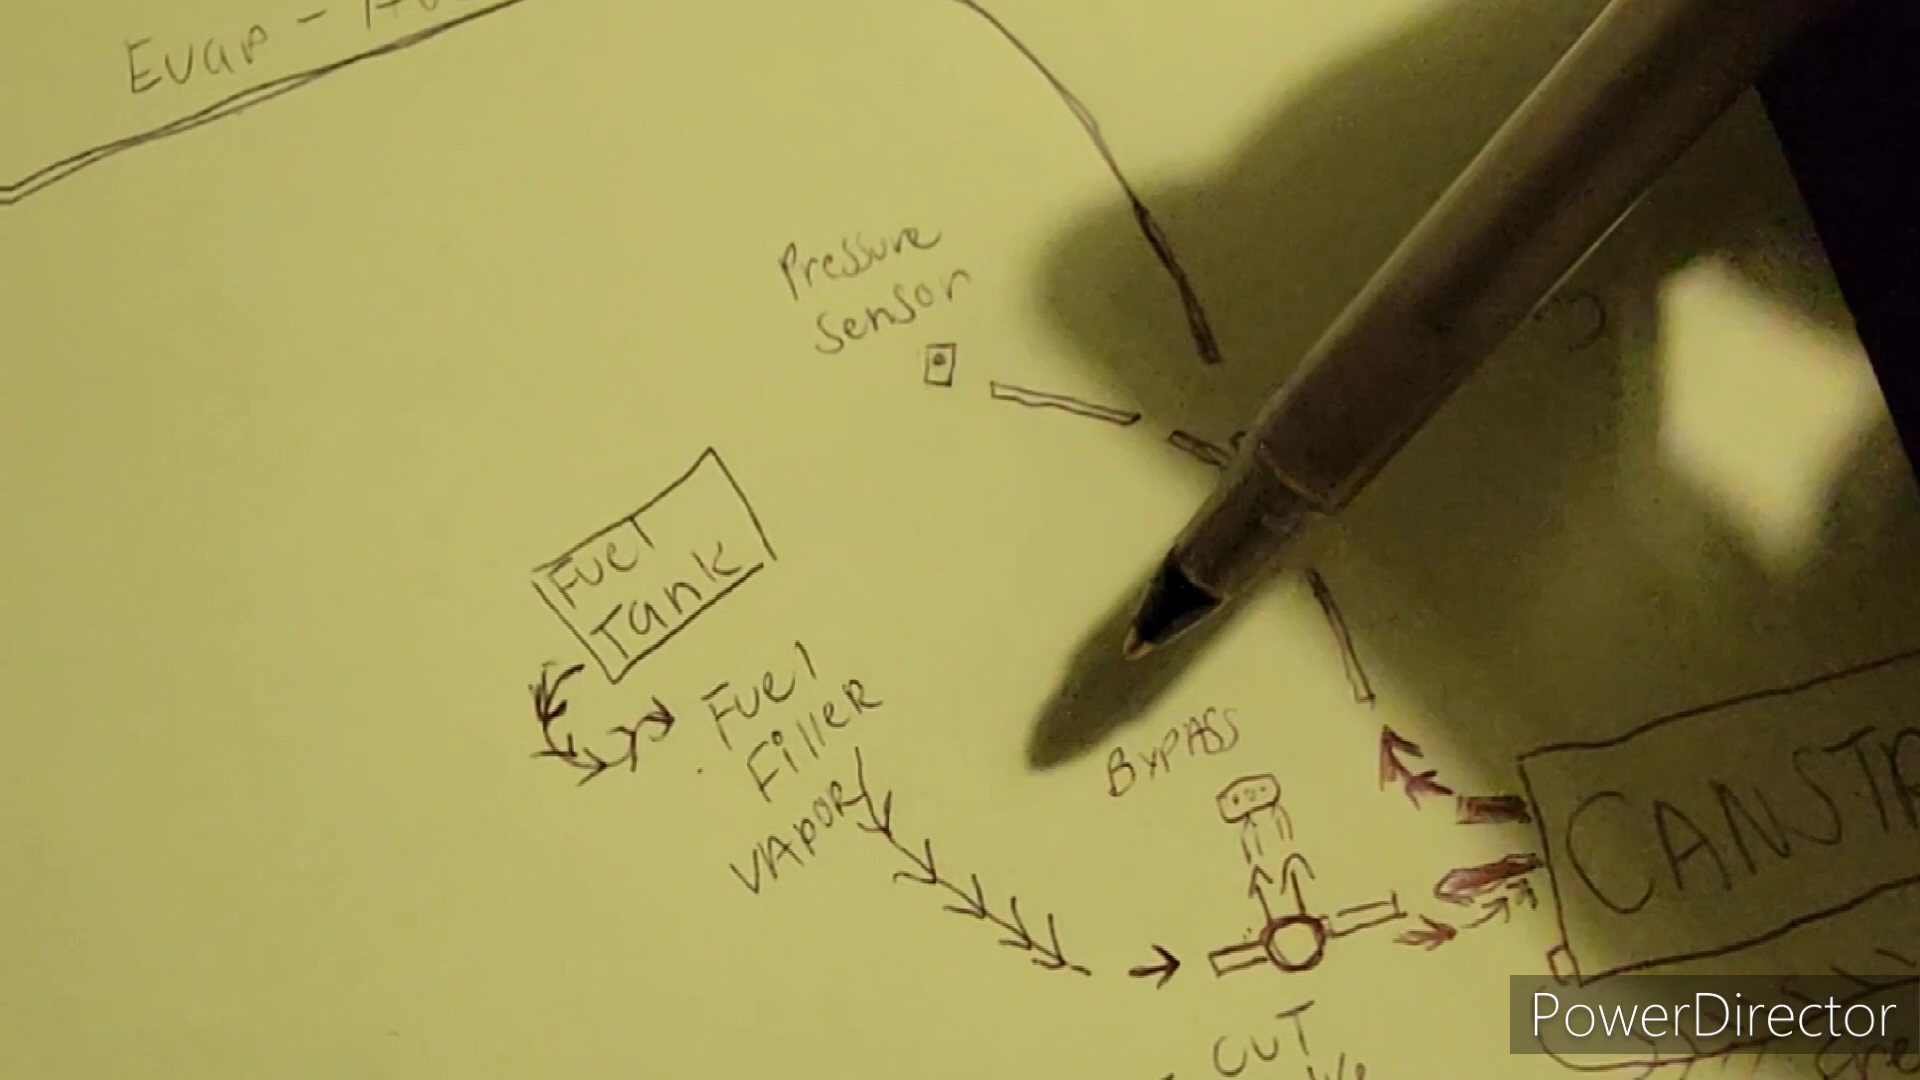 Evap -
Pressure
sensor
Fuel
Tank
Fuel
Filler
VAPOR
BYPASS
CANSTR
CUT
PowerDirector